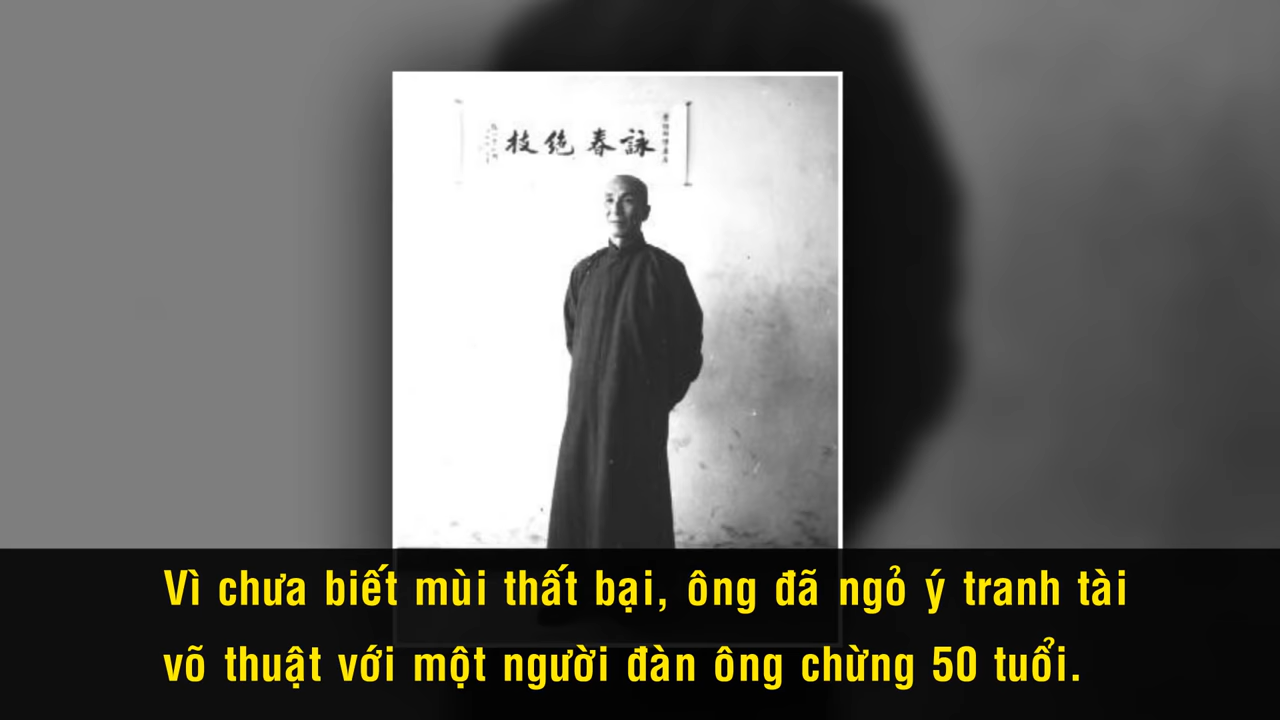 詠春絶技
Vì chưa biết mùi thất bại, ông đã ngỏ ý tranh tài
võ thuật với một người đàn ông chừng 50 tuổi.